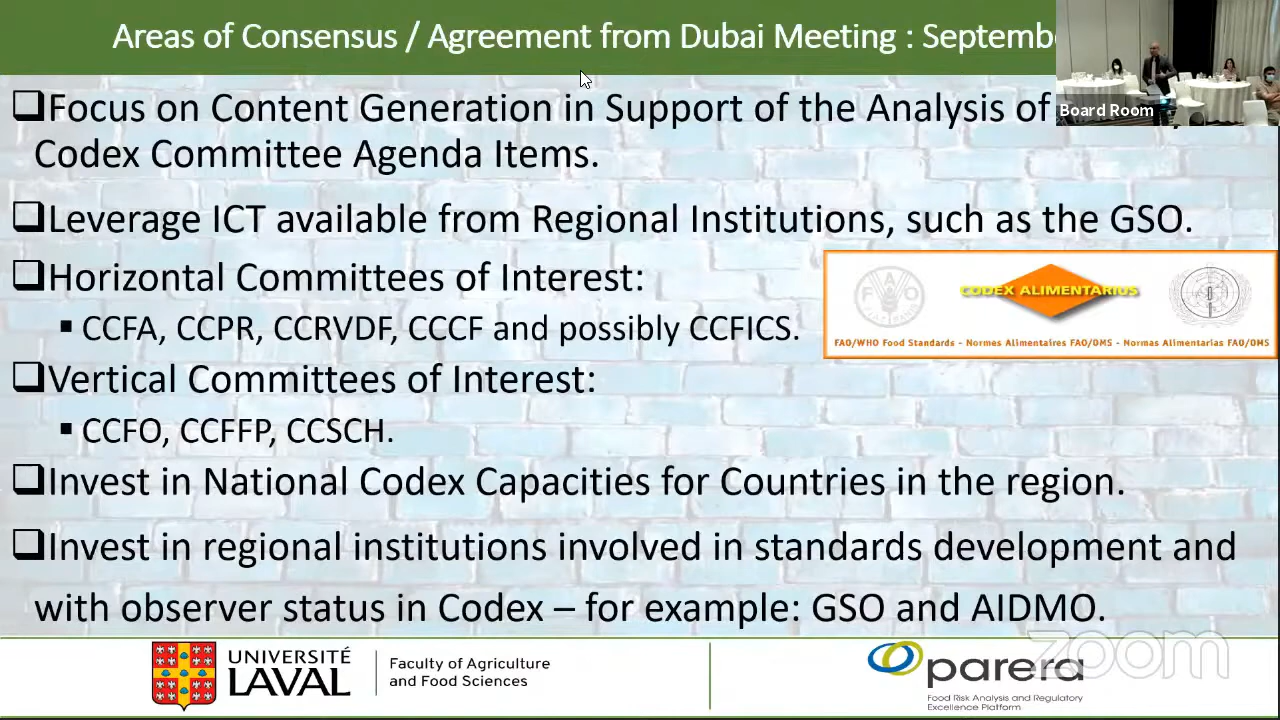 Areas of Consensus / Agreement from Dubai Meeting : Septemb
Board Room
❑Focus on Content Generation in Support of the Analysis of
Codex Committee Agenda Items.
❑Leverage ICT available from Regional Institutions, such as the GSO.
❑Horizontal Committees of Interest:
▪ CCFA, CCPR, CCRVDF, CCCF and possibly CCFICS.
CODEX ALIMENTARIUS
FAO/WHO Food Standards - Normes Alimentaires FAO/OMS - Normas Alimentarias FAO/OMS
❑Vertical Committees of Interest:
▪ CCFO, CCFFP, CCSCH.
❑Invest in National Codex Capacities for Countries in the region.
❑Invest in regional institutions involved in standards development and
with observer status in Codex – for example: GSO and AIDMO.
UNIVERSITÉ
LAVAL
Faculty of Agriculture
and Food Sciences
parera
Food Risk Analysis and Regulatory
Excellence Platform
zoom